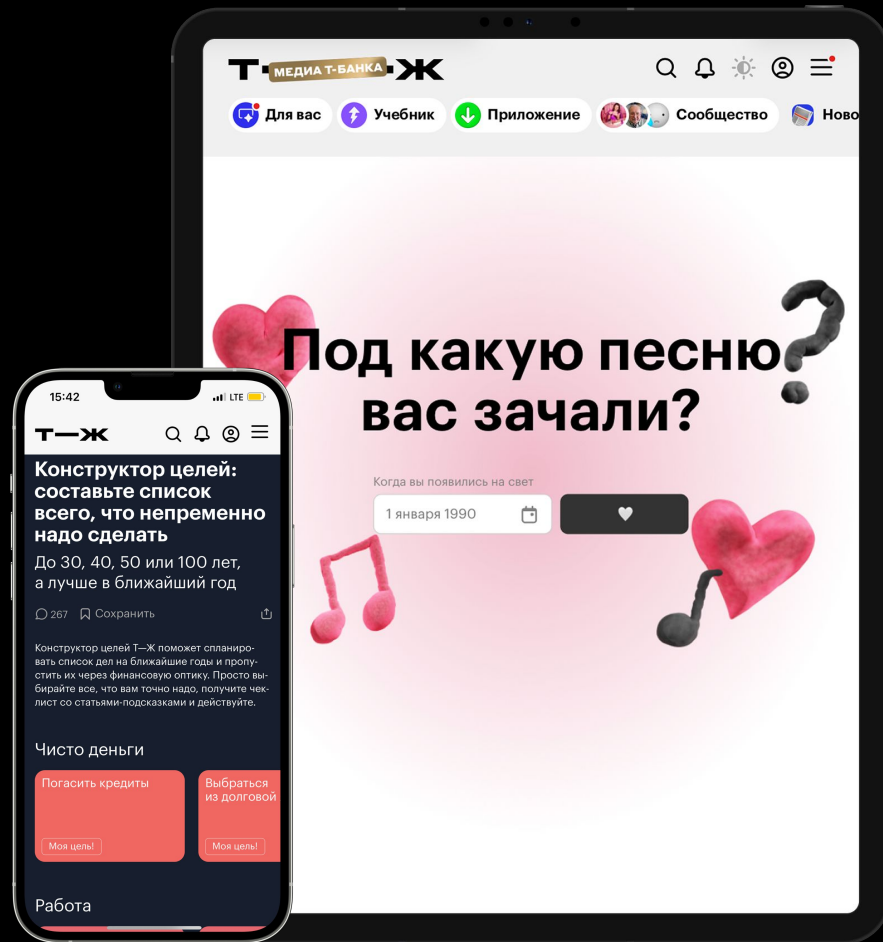 Т—Ж
МЕДИА Т-БАНКА
Для вас
Учебник
Приложение
Сообщество
Ново
Под какую песню
вас зачали?
Когда вы появились на свет
1 января 1990
15:42
LTE
Т—Ж
Конструктор целей:
составьте список
всего, что непременно
надо сделать
До 30, 40, 50 или 100 лет,
а лучше в ближайший год
267 Сохранить
Конструктор целей Т—Ж поможет спланиро-
вать список дел на ближайшие годы и пропу-
стить их через финансовую оптику. Просто вы-
бирайте все, что вам точно надо, получите чек-
лист со статьями-подсказками и действуйте.
Чисто деньги
Погасить кредиты
Моя цель!
Выбраться
из долговой
Моя цель!
Работа